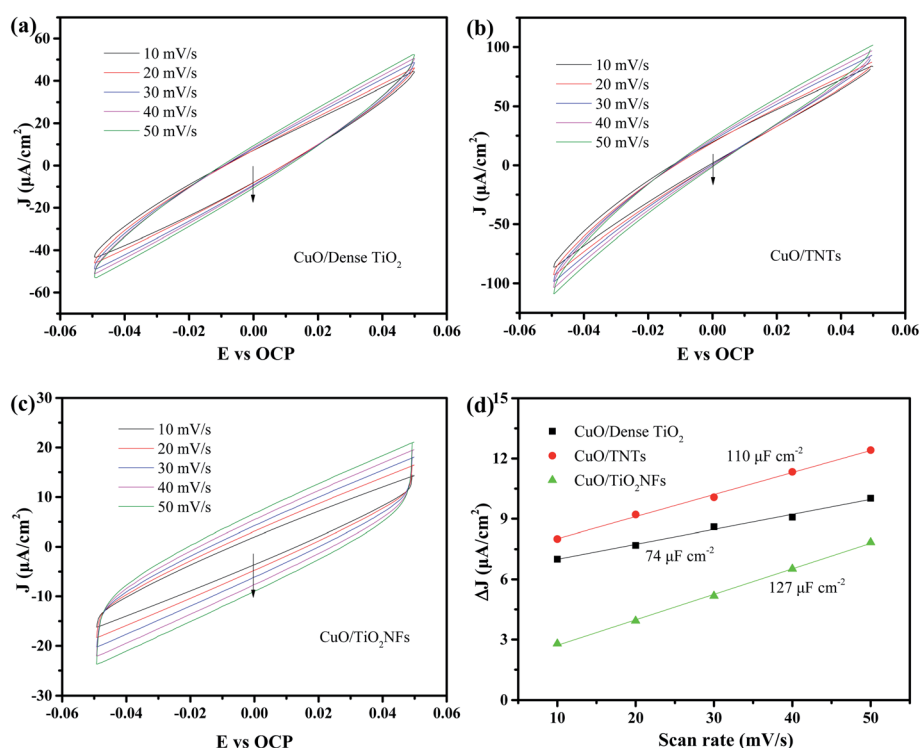 (a)
60
40
20
0
-20
-40
-60
J (µA/cm²)
10 mV/s
20 mV/s
30 mV/s
40 mV/s
50 mV/s
CuO/Dense TiO₂
-0.06 -0.04 -0.02 0.00 0.02 0.04 0.06
E vs OCP
(b)
100
50
0
-50
-100
J (µA/cm²)
10 mV/s
20 mV/s
30 mV/s
40 mV/s
50 mV/s
CuO/TNTs
-0.06 -0.04 -0.02 0.00 0.02 0.04 0.06
E vs OCP
(c)
30
20
10
0
-10
-20
-30
J (µA/cm²)
10 mV/s
20 mV/s
30 mV/s
40 mV/s
50 mV/s
CuO/TiO₂NFs
-0.06 -0.04 -0.02 0.00 0.02 0.04 0.06
E vs OCP
(d)
15
12
9
6
3
0
ΔJ (µA/cm²)
CuO/Dense TiO₂
CuO/TNTs
CuO/TiO₂NFs
110 µF cm⁻²
74 µF cm⁻²
127 µF cm⁻²
10 20 30 40 50
Scan rate (mV/s)